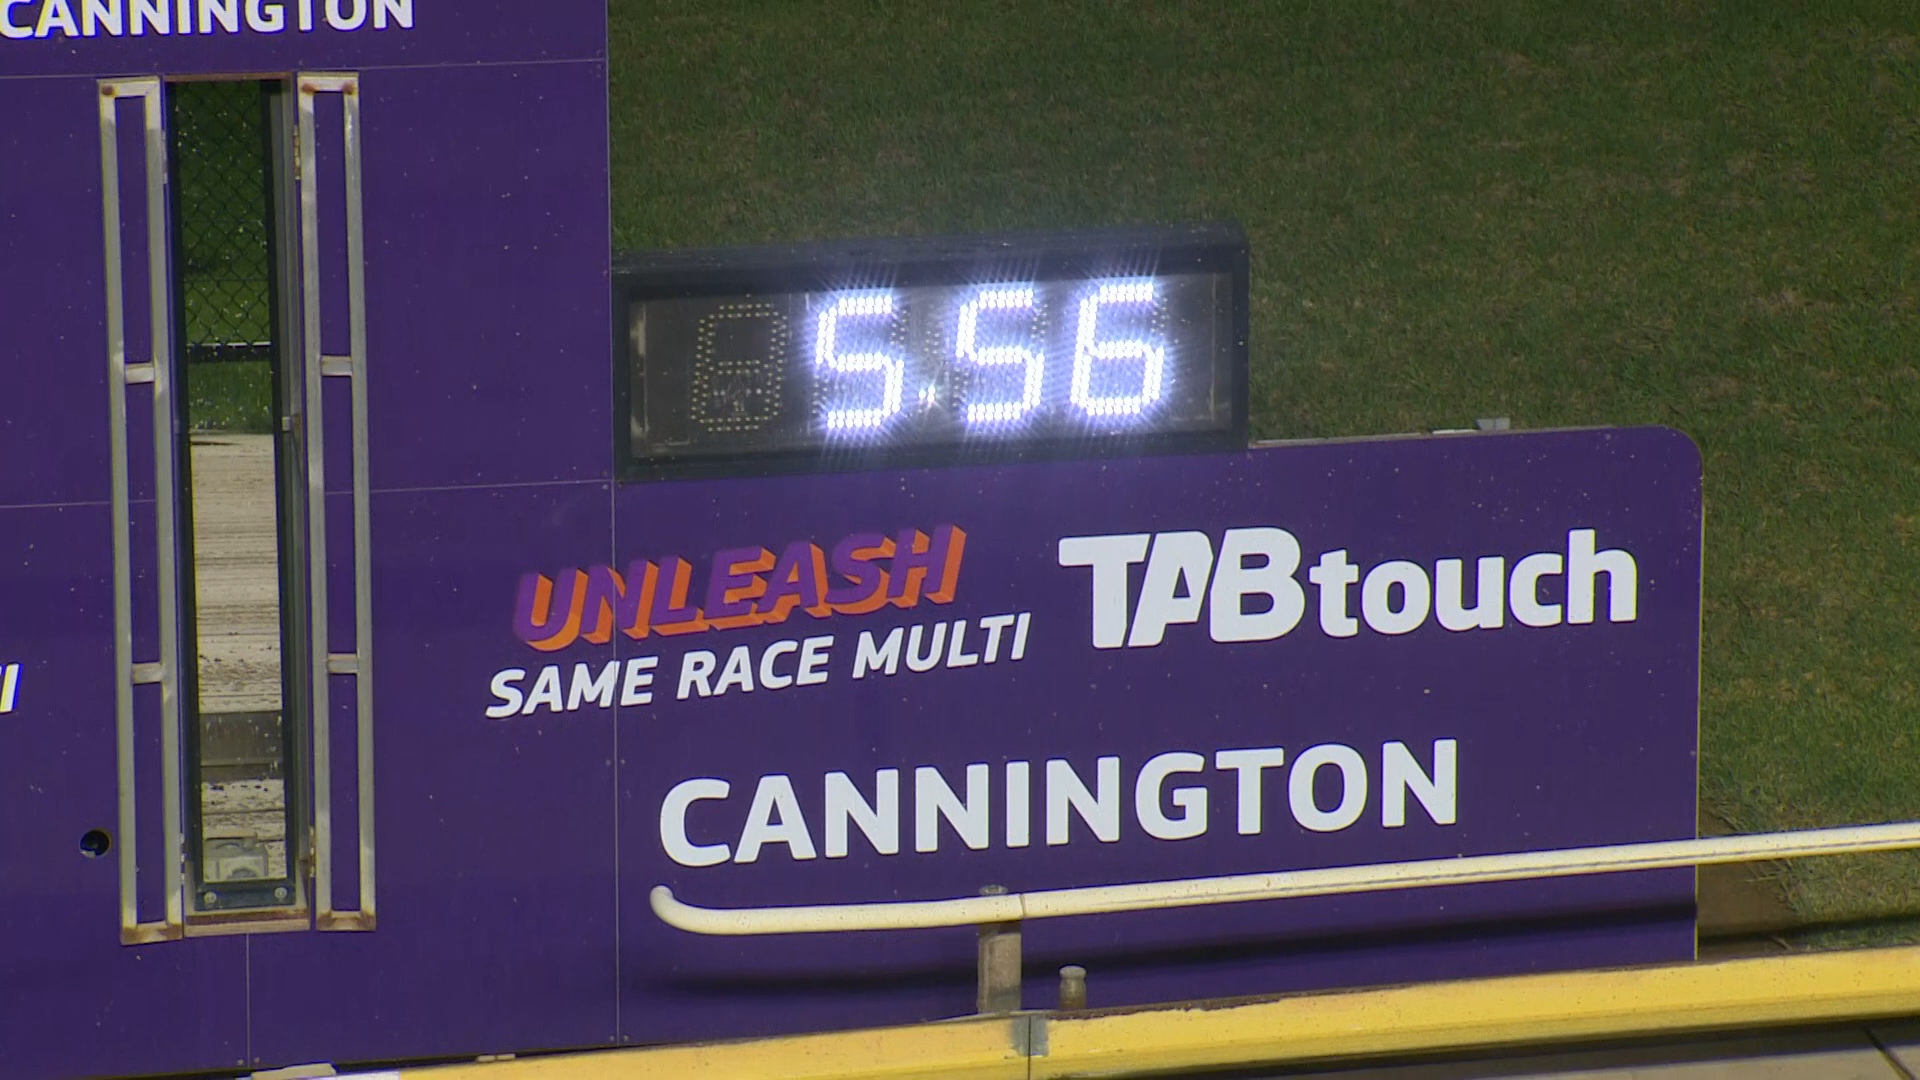 CANNINGTON
5.56
UNLEASH
SAME RACE MULTI
TABtouch
CANNINGTON